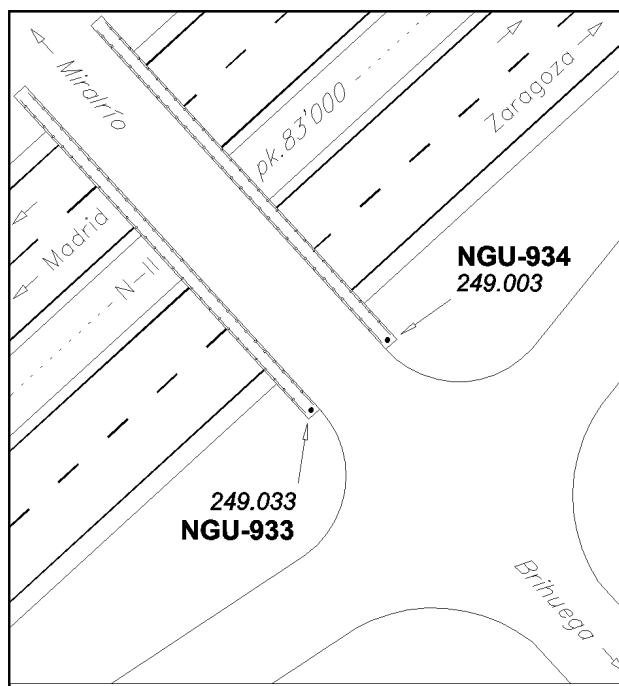 Miralrío
pk.83'000
Zaragoza
Madrid
N-II
NGU-934
249.003
249.033
NGU-933
Brihuega